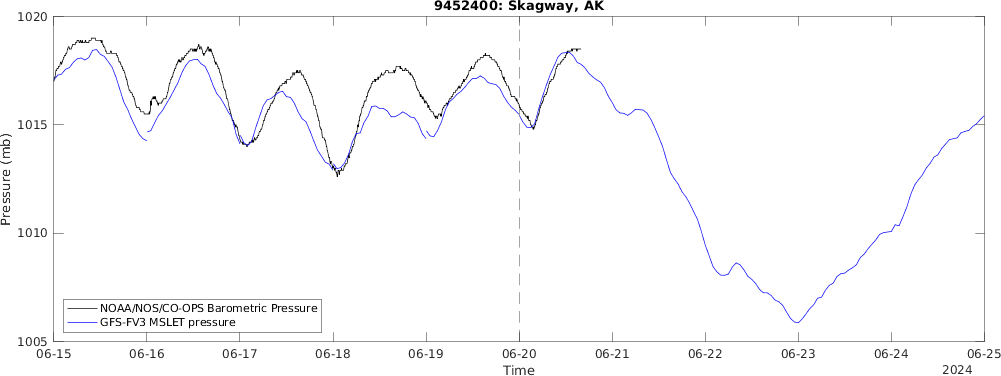 9452400: Skagway, AK
1020
1015
1010
1005
Pressure (mb)
NOAA/NOS/CO-OPS Barometric Pressure
GFS-FV3 MSLET pressure
06-15 06-16 06-17 06-18 06-19 06-20 06-21 06-22 06-23 06-24 06-25
Time
2024